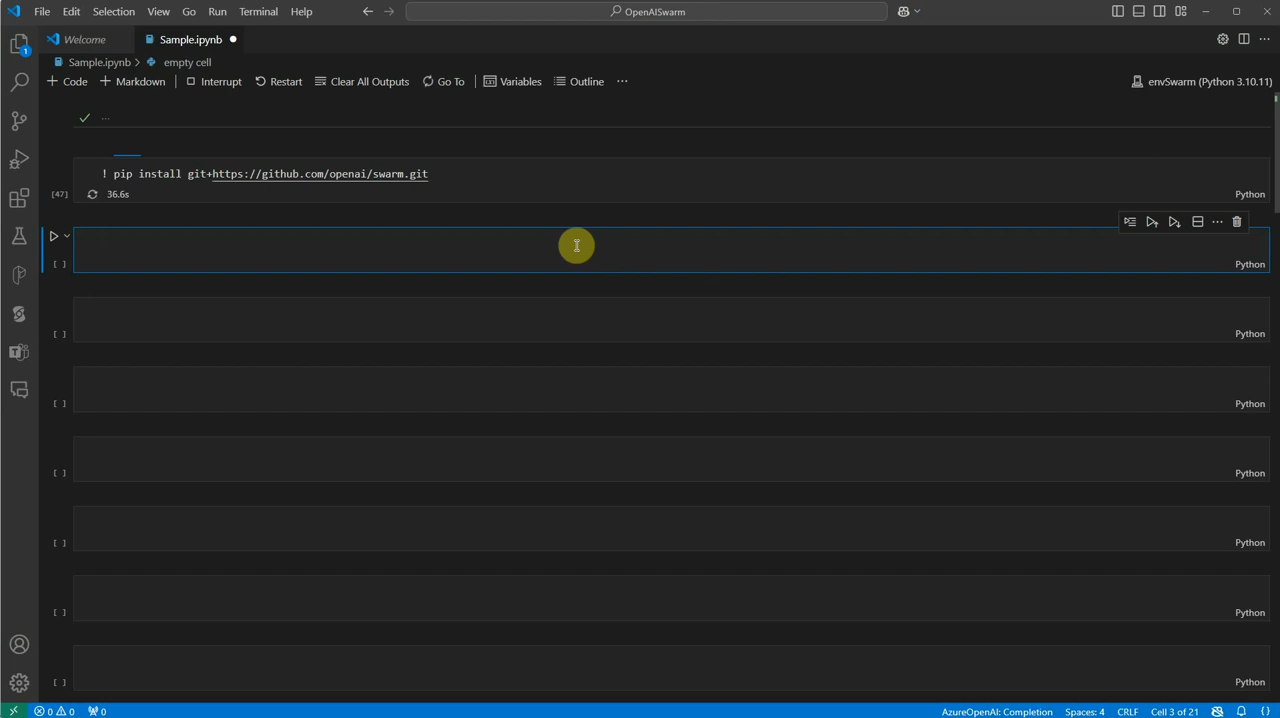 File Edit Selection View Go Run Terminal Help
OpenAISwarm
Welcome
Sample.ipynb
Sample.ipynb > empty cell
+ Code + Markdown Interrupt Restart Clear All Outputs Go To Variables Outline ...
envSwarm (Python 3.10.11)
...
! pip install git+https://github.com/openai/swarm.git
[47] 36.6s Python
[ ] Python
[ ] Python
[ ] Python
[ ] Python
[ ] Python
[ ] Python
[ ] Python
1
0 0 0 AzureOpenAI: Completion Spaces: 4 CRLF Cell 3 of 21